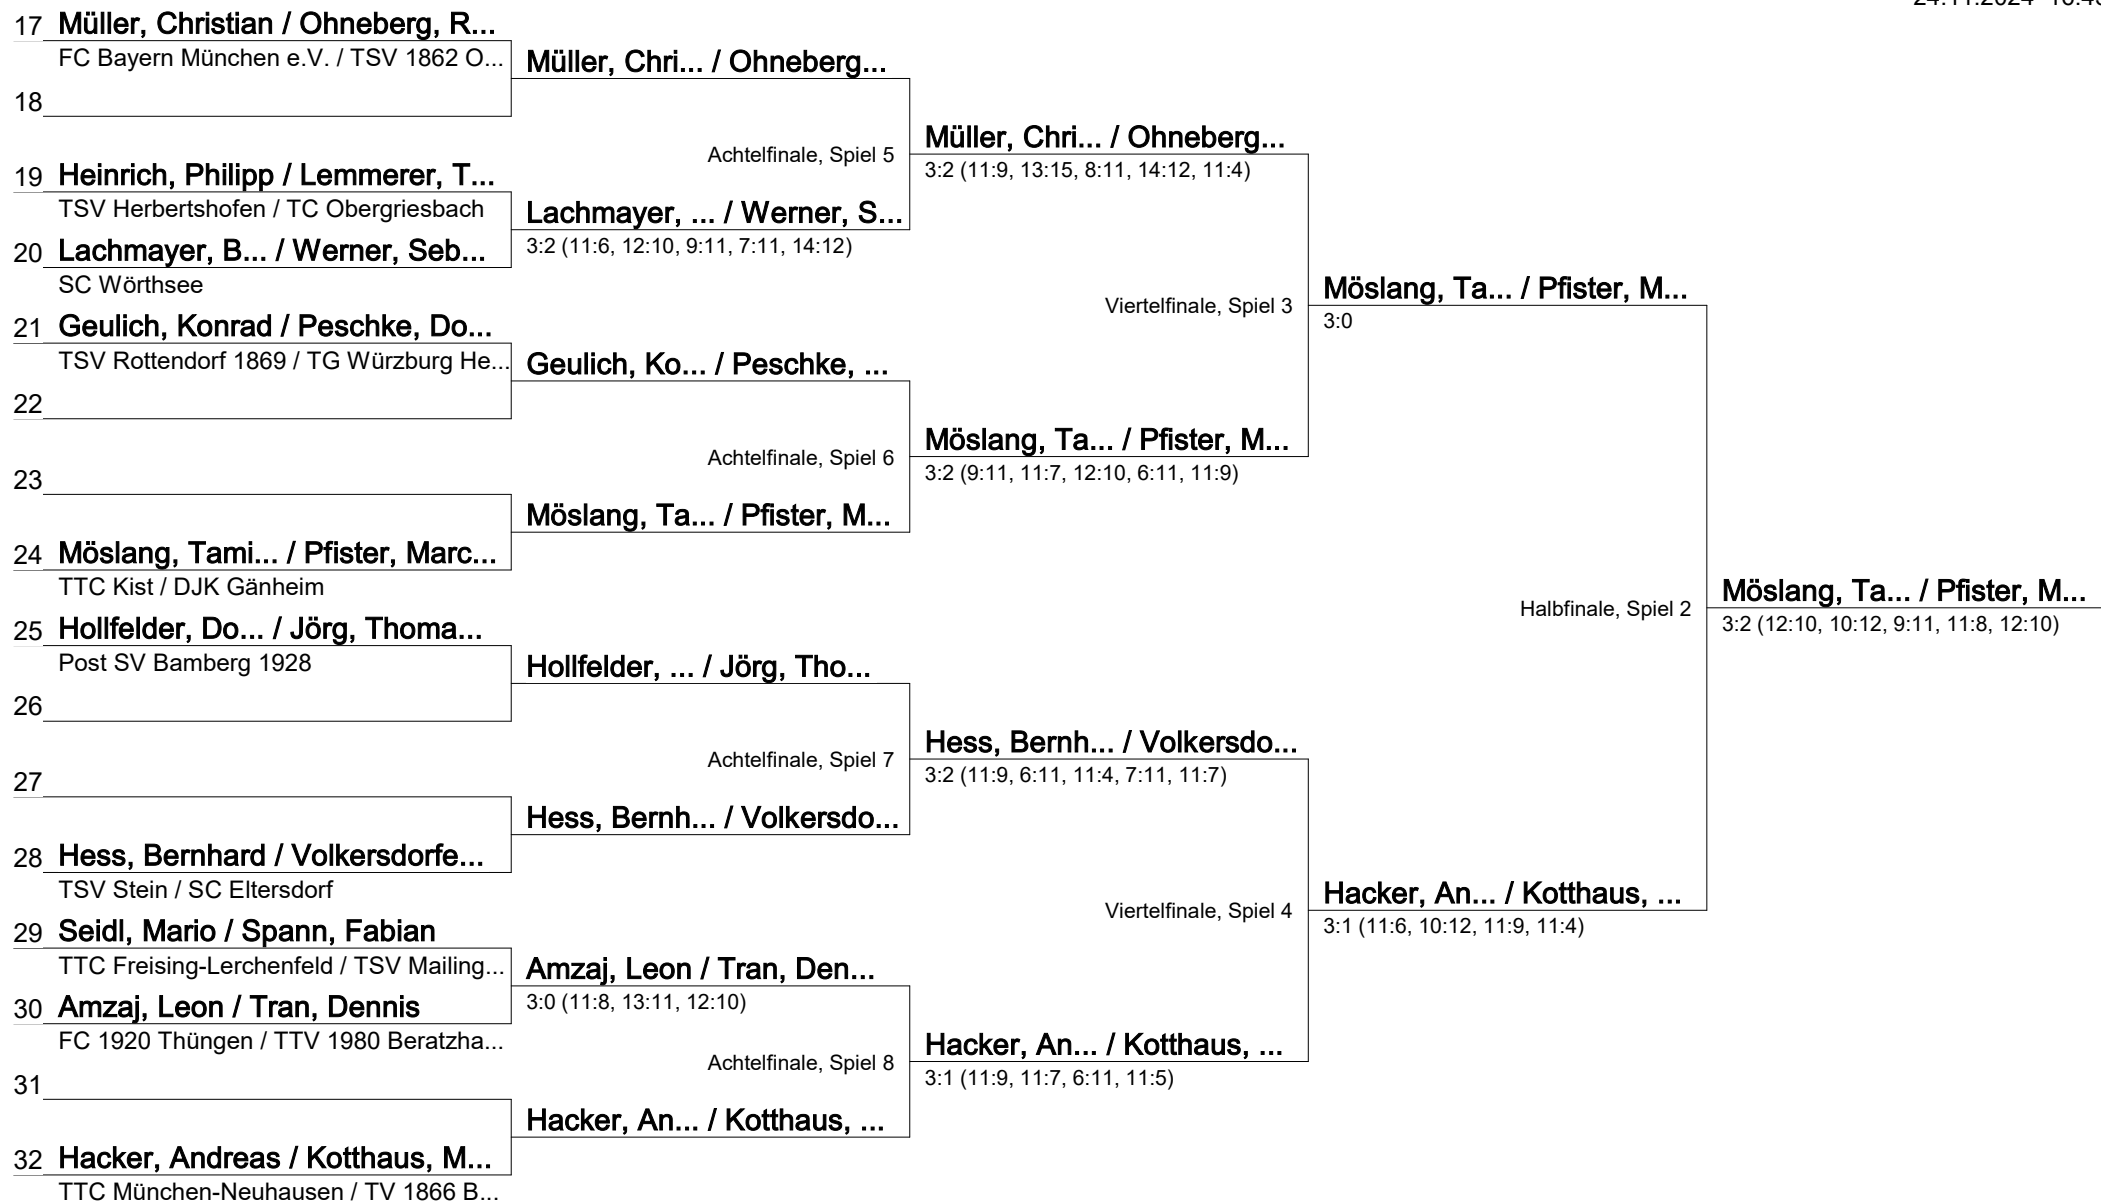 17 Müller, Christian / Ohneberg, R...
FC Bayern München e.V. / TSV 1862 O...
Müller, Chri... / Ohneberg...
18
Achtelfinale, Spiel 5
Müller, Chri... / Ohneberg...
3:2 (11:9, 13:15, 8:11, 14:12, 11:4)
19 Heinrich, Philipp / Lemmerer, T...
TSV Herbertshofen / TC Obergriesbach
Lachmayer, ... / Werner, S...
3:2 (11:6, 12:10, 9:11, 7:11, 14:12)
20 Lachmayer, B... / Werner, Seb...
SC Wörthsee
Viertelfinale, Spiel 3
Möslang, Ta... / Pfister, M...
3:0
21 Geulich, Konrad / Peschke, Do...
TSV Rottendorf 1869 / TG Würzburg He...
Geulich, Ko... / Peschke, ...
22
Achtelfinale, Spiel 6
Möslang, Ta... / Pfister, M...
3:2 (9:11, 11:7, 12:10, 6:11, 11:9)
23
Möslang, Ta... / Pfister, M...
24 Möslang, Tami... / Pfister, Marc...
TTC Kist / DJK Gänheim
Halbfinale, Spiel 2
Möslang, Ta... / Pfister, M...
3:2 (12:10, 10:12, 9:11, 11:8, 12:10)
25 Hollfelder, Do... / Jörg, Thoma...
Post SV Bamberg 1928
Hollfelder, ... / Jörg, Tho...
26
Achtelfinale, Spiel 7
Hess, Bernh... / Volkersdo...
3:2 (11:9, 6:11, 11:4, 7:11, 11:7)
27
Hess, Bernh... / Volkersdo...
28 Hess, Bernhard / Volkersdorfe...
TSV Stein / SC Eltersdorf
Viertelfinale, Spiel 4
Hacker, An... / Kotthaus, ...
3:1 (11:6, 10:12, 11:9, 11:4)
29 Seidl, Mario / Spann, Fabian
TTC Freising-Lerchenfeld / TSV Mailing...
Amzaj, Leon / Tran, Den...
3:0 (11:8, 13:11, 12:10)
30 Amzaj, Leon / Tran, Dennis
FC 1920 Thüngen / TTV 1980 Beratzha...
Achtelfinale, Spiel 8
Hacker, An... / Kotthaus, ...
3:1 (11:9, 11:7, 6:11, 11:5)
31
Hacker, An... / Kotthaus, ...
32 Hacker, Andreas / Kotthaus, M...
TTC München-Neuhausen / TV 1866 B...